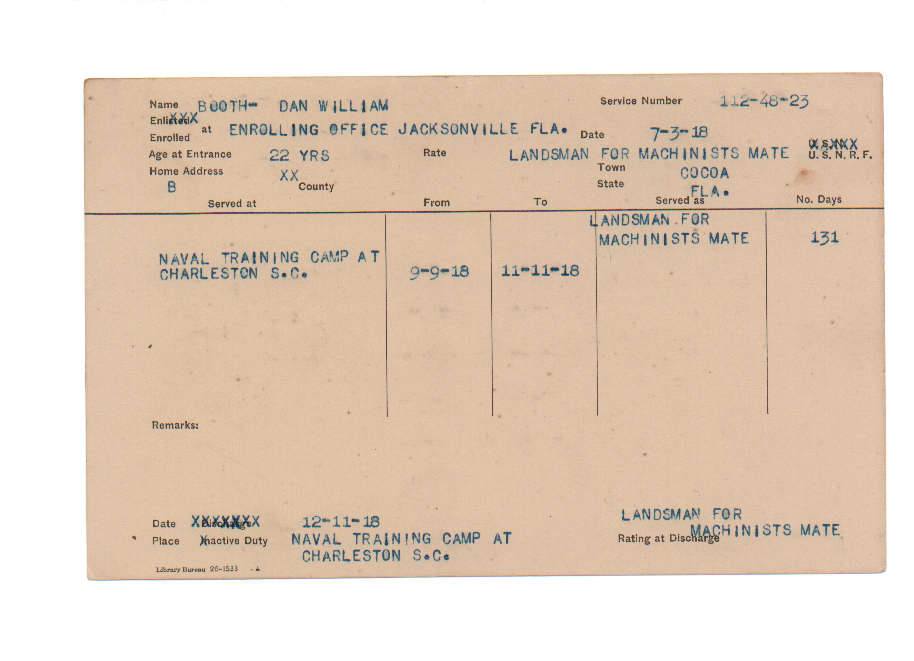 Name BOOTH- DAN WILLIAM Service Number 112-48-23
Enlisted XXX
Enrolled at ENROLLING OFFICE JACKSONVILLE FLA. Date 7-3-18
Age at Entrance 22 YRS Rate LANDSMAN FOR MACHINISTS MATE U.S.N. XXXXX U. S. N. R. F.
Home Address XX County Town COCOA
B State FLA.
Served at From To Served as No. Days
LANDSMAN FOR
MACHINISTS MATE 131
NAVAL TRAINING CAMP AT
CHARLESTON S.C. 9-9-18 11-11-18
Remarks:
Date XXXXXXX Discharge 12-11-18 LANDSMAN FOR
Place Inactive Duty NAVAL TRAINING CAMP AT Rating at Discharge MACHINISTS MATE
CHARLESTON S.C.
Library Bureau 26-1533